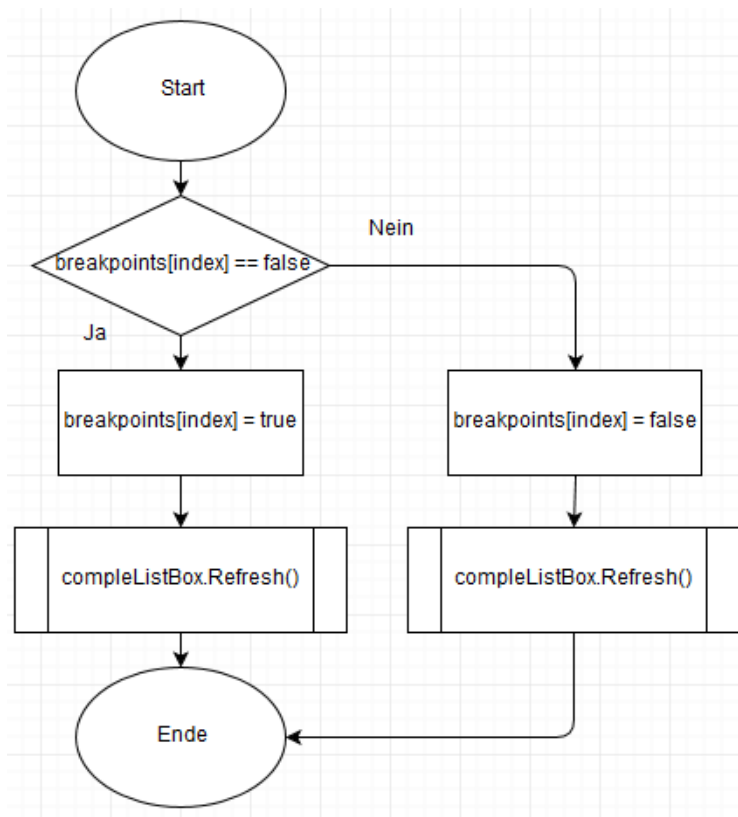 Start
breakpoints[index] == false
Nein
Ja
breakpoints[index] = true
breakpoints[index] = false
compleListBox.Refresh()
compleListBox.Refresh()
Ende